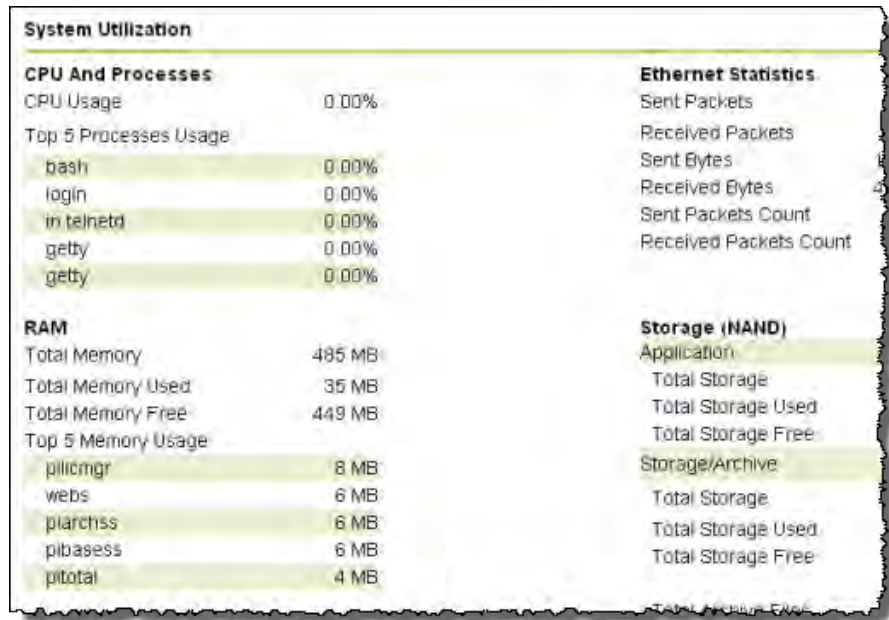 System Utilization
CPU And Processes
CPU Usage 0.00%
Top 5 Processes Usage
bash 0.00%
login 0.00%
in.telnetd 0.00%
getty 0.00%
getty 0.00%
RAM
Total Memory 485 MB
Total Memory Used 35 MB
Total Memory Free 449 MB
Top 5 Memory Usage
pilicmgr 8 MB
webs 6 MB
piarchss 6 MB
pibasess 6 MB
pitotal 4 MB
Ethernet Statistics
Sent Packets
Received Packets
Sent Bytes
Received Bytes 4
Sent Packets Count
Received Packets Count
Storage (NAND)
Application
Total Storage
Total Storage Used
Total Storage Free
Storage/Archive
Total Storage
Total Storage Used
Total Storage Free